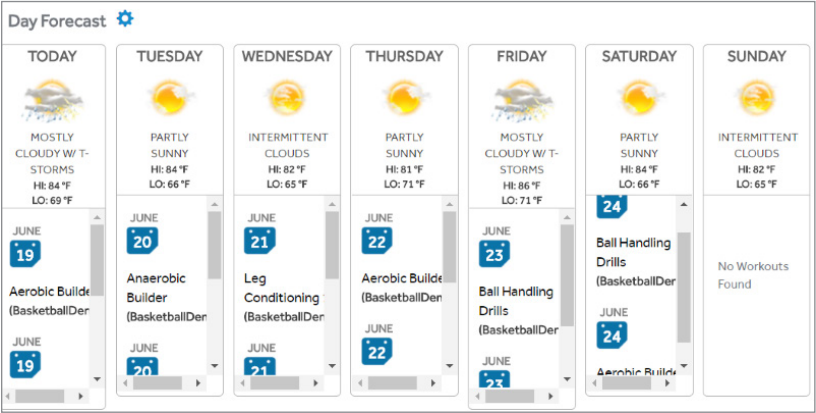 Day Forecast
TODAY
MOSTLY
CLOUDY W/ T-
STORMS
HI: 84 °F
LO: 69 °F
JUNE
19
Aerobic Builde
(BasketballDer
JUNE
19
TUESDAY
PARTLY
SUNNY
HI: 84 °F
LO: 66 °F
JUNE
20
Anaerobic
Builder
(BasketballDen
JUNE
20
WEDNESDAY
INTERMITTENT
CLOUDS
HI: 82 °F
LO: 65 °F
JUNE
21
Leg
Conditioning
(BasketballDen
JUNE
21
THURSDAY
PARTLY
SUNNY
HI: 81 °F
LO: 71 °F
JUNE
22
Aerobic Builde
(BasketballDer
JUNE
22
FRIDAY
MOSTLY
CLOUDY W/ T-
STORMS
HI: 86 °F
LO: 71 °F
JUNE
23
Ball Handling
Drills
(BasketballDer
JUNE
23
SATURDAY
PARTLY
SUNNY
HI: 84 °F
LO: 66 °F
24
Ball Handling
Drills
(BasketballDer
JUNE
24
Aerobic Builde
SUNDAY
INTERMITTENT
CLOUDS
HI: 82 °F
LO: 65 °F
No Workouts
Found